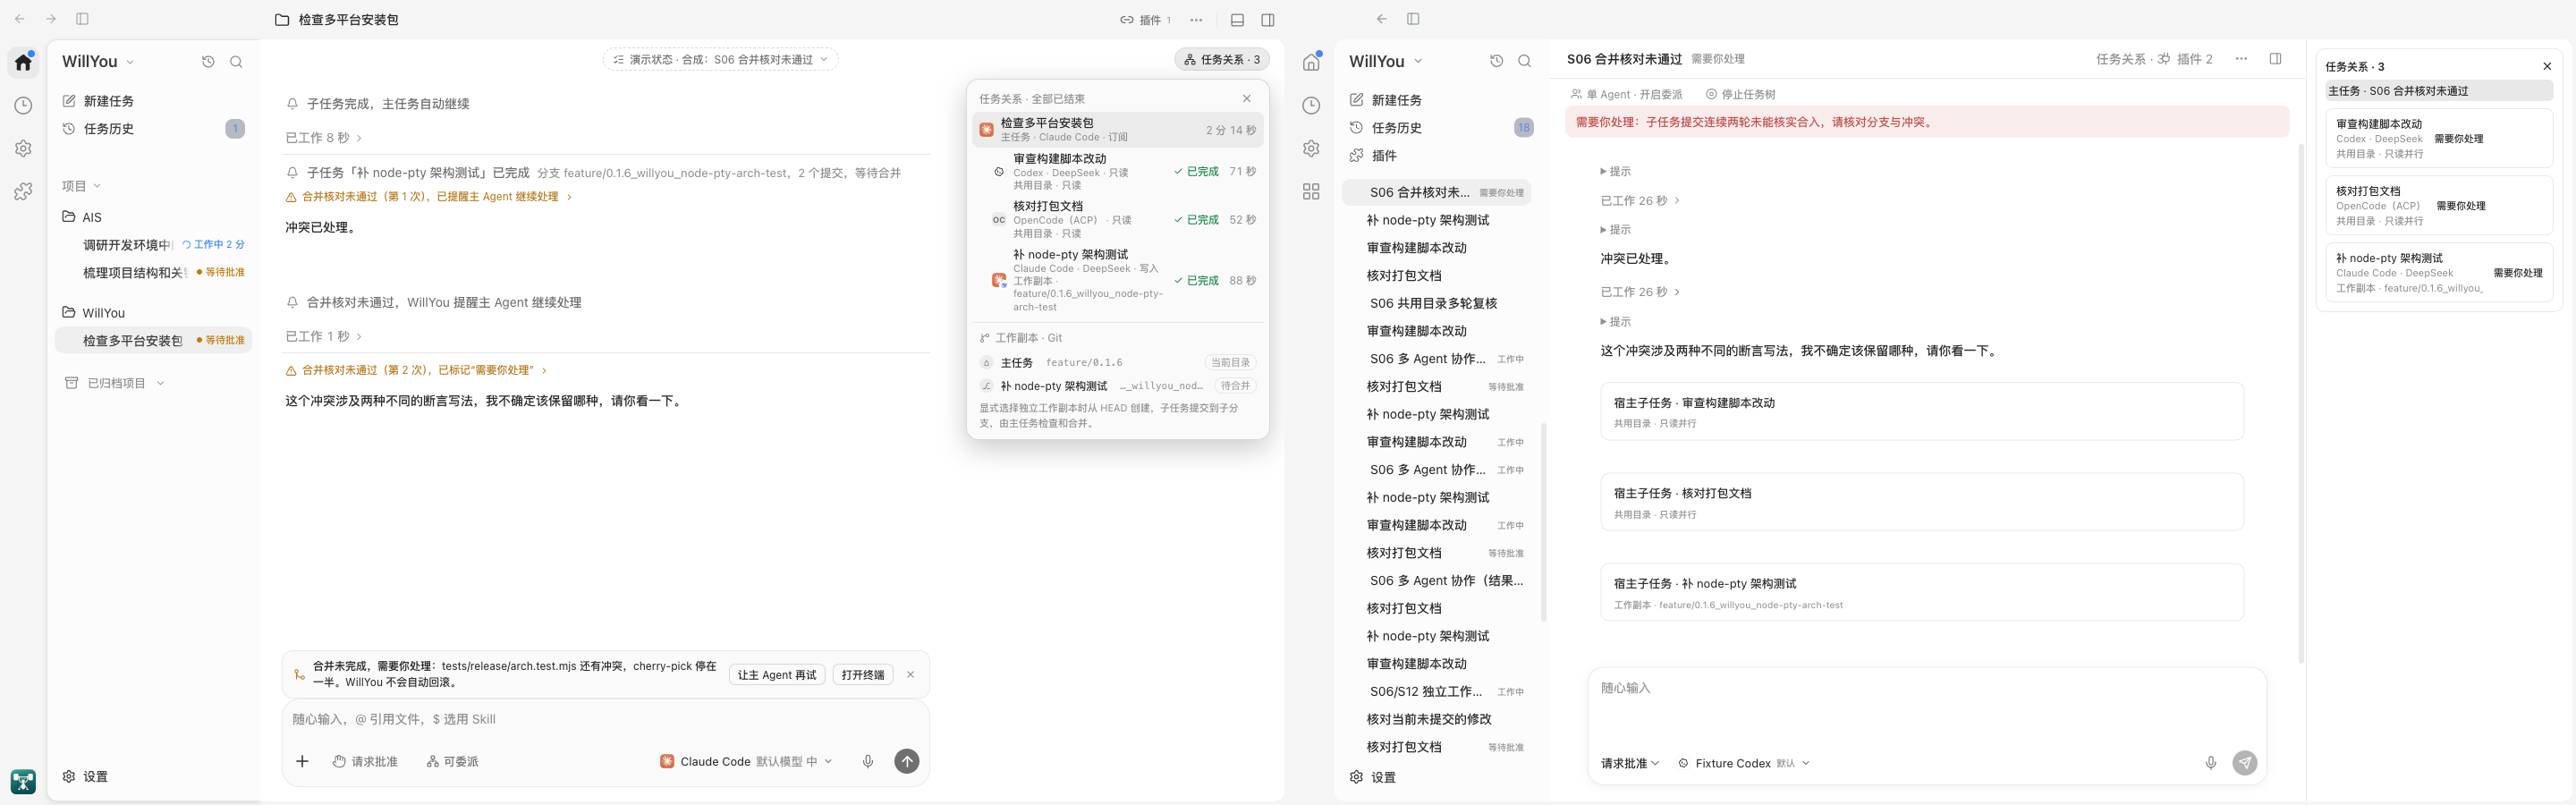 检查多平台安装包
插件 1
WillYou
新建任务
任务历史
1
项目
AIS
调研开发环境中
工作中 2 分
梳理项目结构和关
等待批准
WillYou
检查多平台安装包
等待批准
已归档项目
设置
演示状态 · 合成：S06 合并核对未通过
任务关系 · 3
子任务完成，主任务自动继续
已工作 8 秒
子任务「补 node-pty 架构测试」已完成 分支 feature/0.1.6_willyou_node-pty-arch-test，2 个提交，等待合并
合并核对未通过（第 1 次），已提醒主 Agent 继续处理
冲突已处理。
合并核对未通过，WillYou 提醒主 Agent 继续处理
已工作 1 秒
合并核对未通过（第 2 次），已标记“需要你处理”
这个冲突涉及两种不同的断言写法，我不确定该保留哪种，请你看一下。
任务关系 · 全部已结束
检查多平台安装包
主任务 · Claude Code · 订阅
2 分 14 秒
审查构建脚本改动
Codex · DeepSeek · 只读
共用目录 · 只读
已完成 71 秒
核对打包文档
OC
OpenCode（ACP） · 只读
共用目录 · 只读
已完成 52 秒
补 node-pty 架构测试
Claude Code · DeepSeek · 写入
工作副本 ·
feature/0.1.6_willyou_node-pty-
arch-test
已完成 88 秒
工作副本 · Git
主任务 feature/0.1.6 当前目录
补 node-pty 架构测试 …_willyou_nod… 待合并
显式选择独立工作副本时从 HEAD 创建，子任务提交到子分
支，由主任务检查和合并。
合并未完成，需要你处理：tests/release/arch.test.mjs 还有冲突，cherry-pick 停在
一半。WillYou 不会自动回滚。
让主 Agent 再试
打开终端
随心输入，@ 引用文件，$ 选用 Skill
请求批准
可委派
Claude Code 默认模型 中
WillYou
新建任务
任务历史
18
插件
S06 合并核对未... 需要你处理
补 node-pty 架构测试
审查构建脚本改动
核对打包文档
S06 共用目录多轮复核
审查构建脚本改动
S06 多 Agent 协作... 工作中
核对打包文档 等待批准
补 node-pty 架构测试
审查构建脚本改动 工作中
S06 多 Agent 协作... 工作中
补 node-pty 架构测试
审查构建脚本改动 工作中
核对打包文档 等待批准
S06 多 Agent 协作（结果...
核对打包文档
补 node-pty 架构测试
审查构建脚本改动
S06/S12 独立工作... 工作中
核对当前未提交的修改
核对打包文档 等待批准
设置
S06 合并核对未通过 需要你处理
任务关系 · 3
插件 2
单 Agent · 开启委派
停止任务树
需要你处理：子任务提交连续两轮未能核实合入，请核对分支与冲突。
提示
已工作 26 秒
提示
冲突已处理。
已工作 26 秒
提示
这个冲突涉及两种不同的断言写法，我不确定该保留哪种，请你看一下。
宿主子任务 · 审查构建脚本改动
共用目录 · 只读并行
宿主子任务 · 核对打包文档
共用目录 · 只读并行
宿主子任务 · 补 node-pty 架构测试
工作副本 · feature/0.1.6_willyou_node-pty-arch-test
随心输入
请求批准
Fixture Codex 默认
任务关系 · 3
主任务 · S06 合并核对未通过
审查构建脚本改动
Codex · DeepSeek 需要你处理
共用目录 · 只读并行
核对打包文档
OpenCode（ACP） 需要你处理
共用目录 · 只读并行
补 node-pty 架构测试
Claude Code · DeepSeek 需要你处理
工作副本 · feature/0.1.6_willyou_